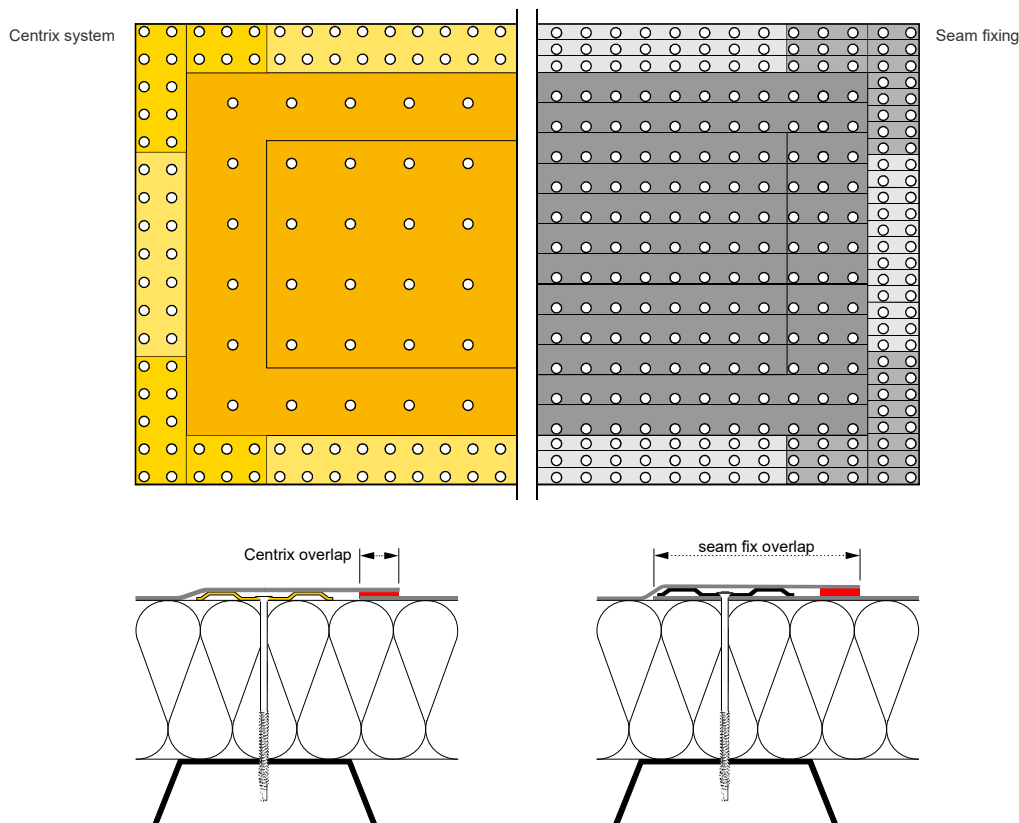 Centrix system
Seam fixing
Centrix overlap
seam fix overlap